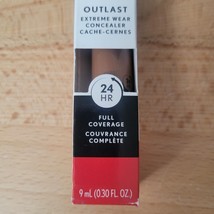 OUTLAST
EXTREME WEAR
CONCEALER
CACHE-CERNES
24
HR
FULL
COVERAGE
COUVRANCE
COMPLÈTE
9 mL (0.30 FL. OZ.)